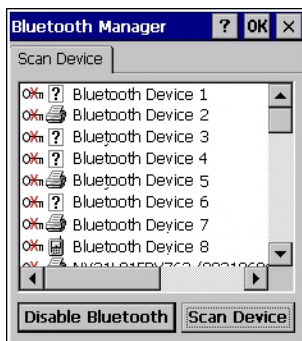 Bluetooth Manager ? OK ×
Scan Device
? Bluetooth Device 1
Bluetooth Device 2
? Bluetooth Device 3
? Bluetooth Device 4
Bluetooth Device 5
? Bluetooth Device 6
Bluetooth Device 7
Bluetooth Device 8
Disable Bluetooth Scan Device